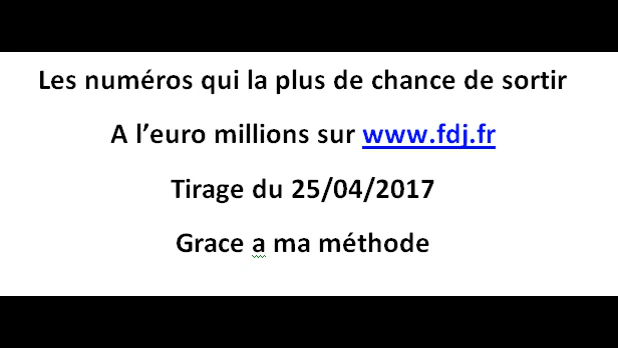 Les numéros qui la plus de chance de sortir
A l’euro millions sur www.fdj.fr
Tirage du 25/04/2017
Grace a ma méthode